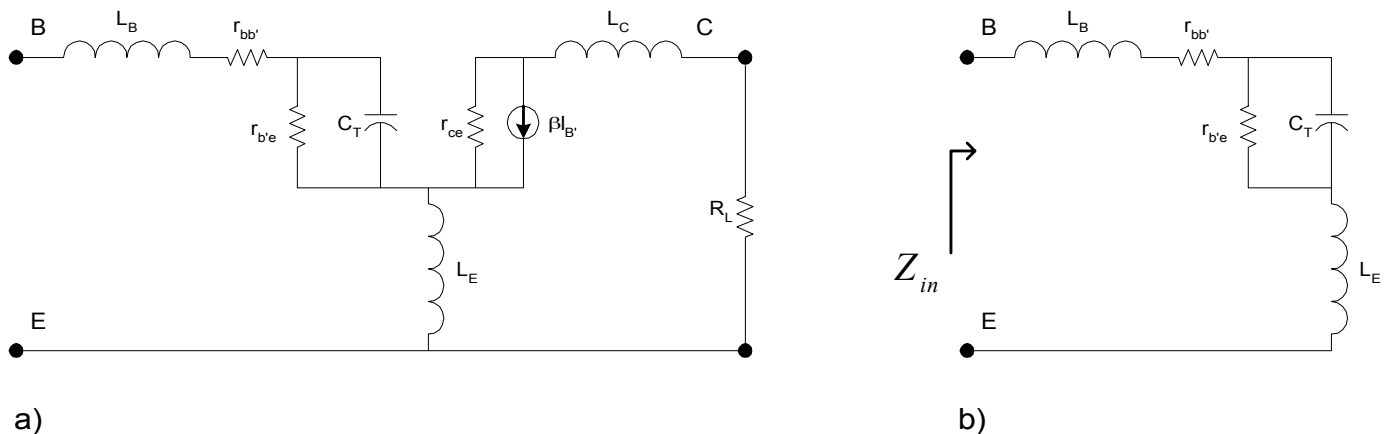 B
L_B
r_bb'
r_b'e
C_T
r_ce
βI_B'
L_C
C
R_L
L_E
E
a)
B
L_B
r_bb'
r_b'e
C_T
L_E
Z_in
E
b)